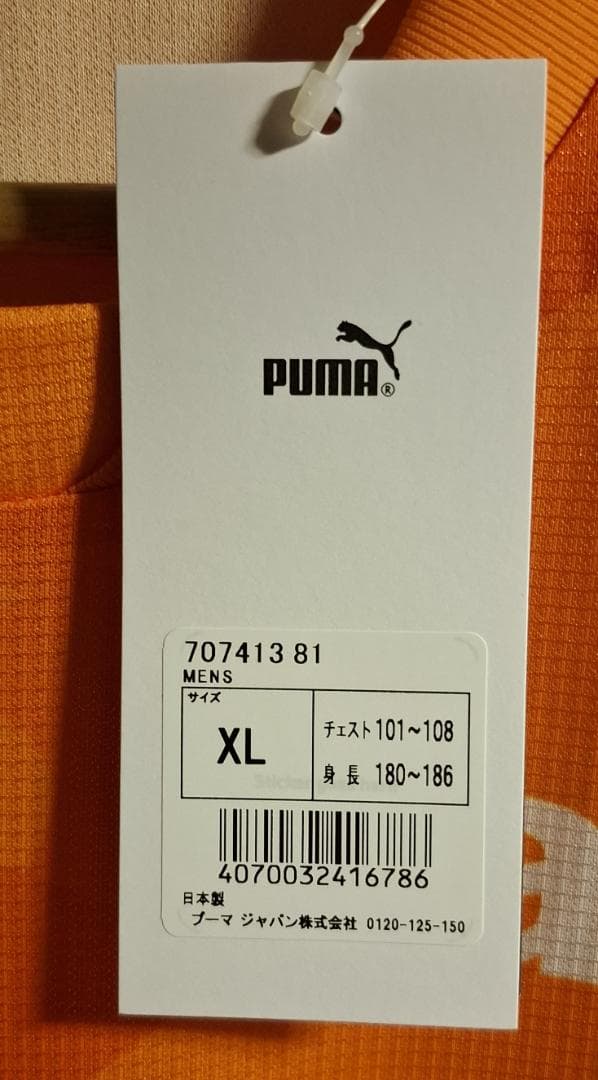 PUMA®
707413 81
MENS
サイズ
XL
チェスト 101~108
身長 180~186
4070032416786
日本製
プーマ ジャパン株式会社 0120-125-150